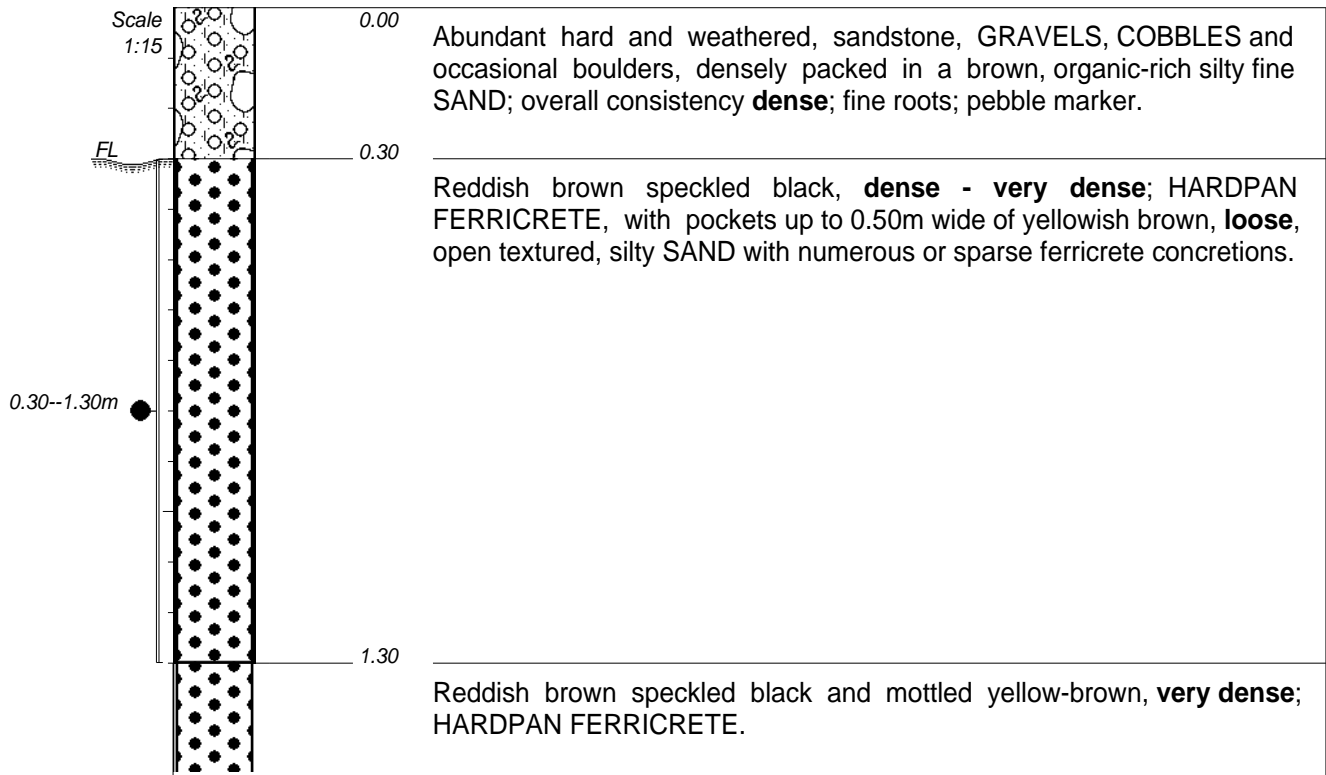 Scale
1:15
0.00
Abundant hard and weathered, sandstone, GRAVELS, COBBLES and
occasional boulders, densely packed in a brown, organic-rich silty fine
SAND; overall consistency dense; fine roots; pebble marker.
FL
0.30
Reddish brown speckled black, dense - very dense; HARDPAN
FERRICRETE, with pockets up to 0.50m wide of yellowish brown, loose,
open textured, silty SAND with numerous or sparse ferricrete concretions.
0.30--1.30m
1.30
Reddish brown speckled black and mottled yellow-brown, very dense;
HARDPAN FERRICRETE.